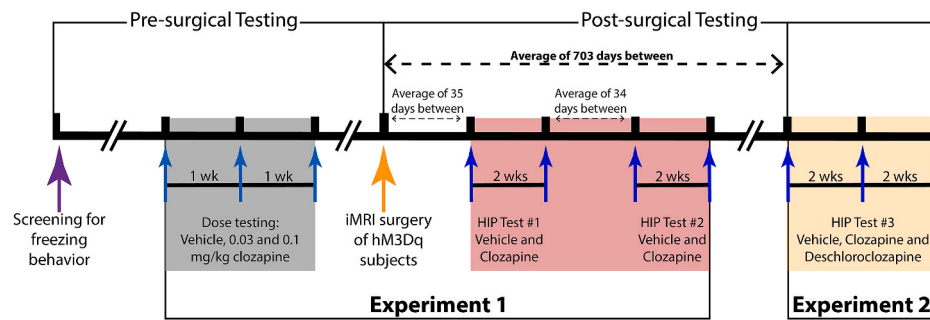 Pre-surgical Testing
Post-surgical Testing
Average of 703 days between
Average of 35
days between
Average of 34
days between
1 wk
1 wk
2 wks
2 wks
2 wks
2 wks
Screening for
freezing
behavior
Dose testing:
Vehicle, 0.03 and 0.1
mg/kg clozapine
iMRI surgery
of hM3Dq
subjects
HIP Test #1
Vehicle and
Clozapine
HIP Test #2
Vehicle and
Clozapine
HIP Test #3
Vehicle, Clozapine and
Deschloroclozapine
Experiment 1
Experiment 2